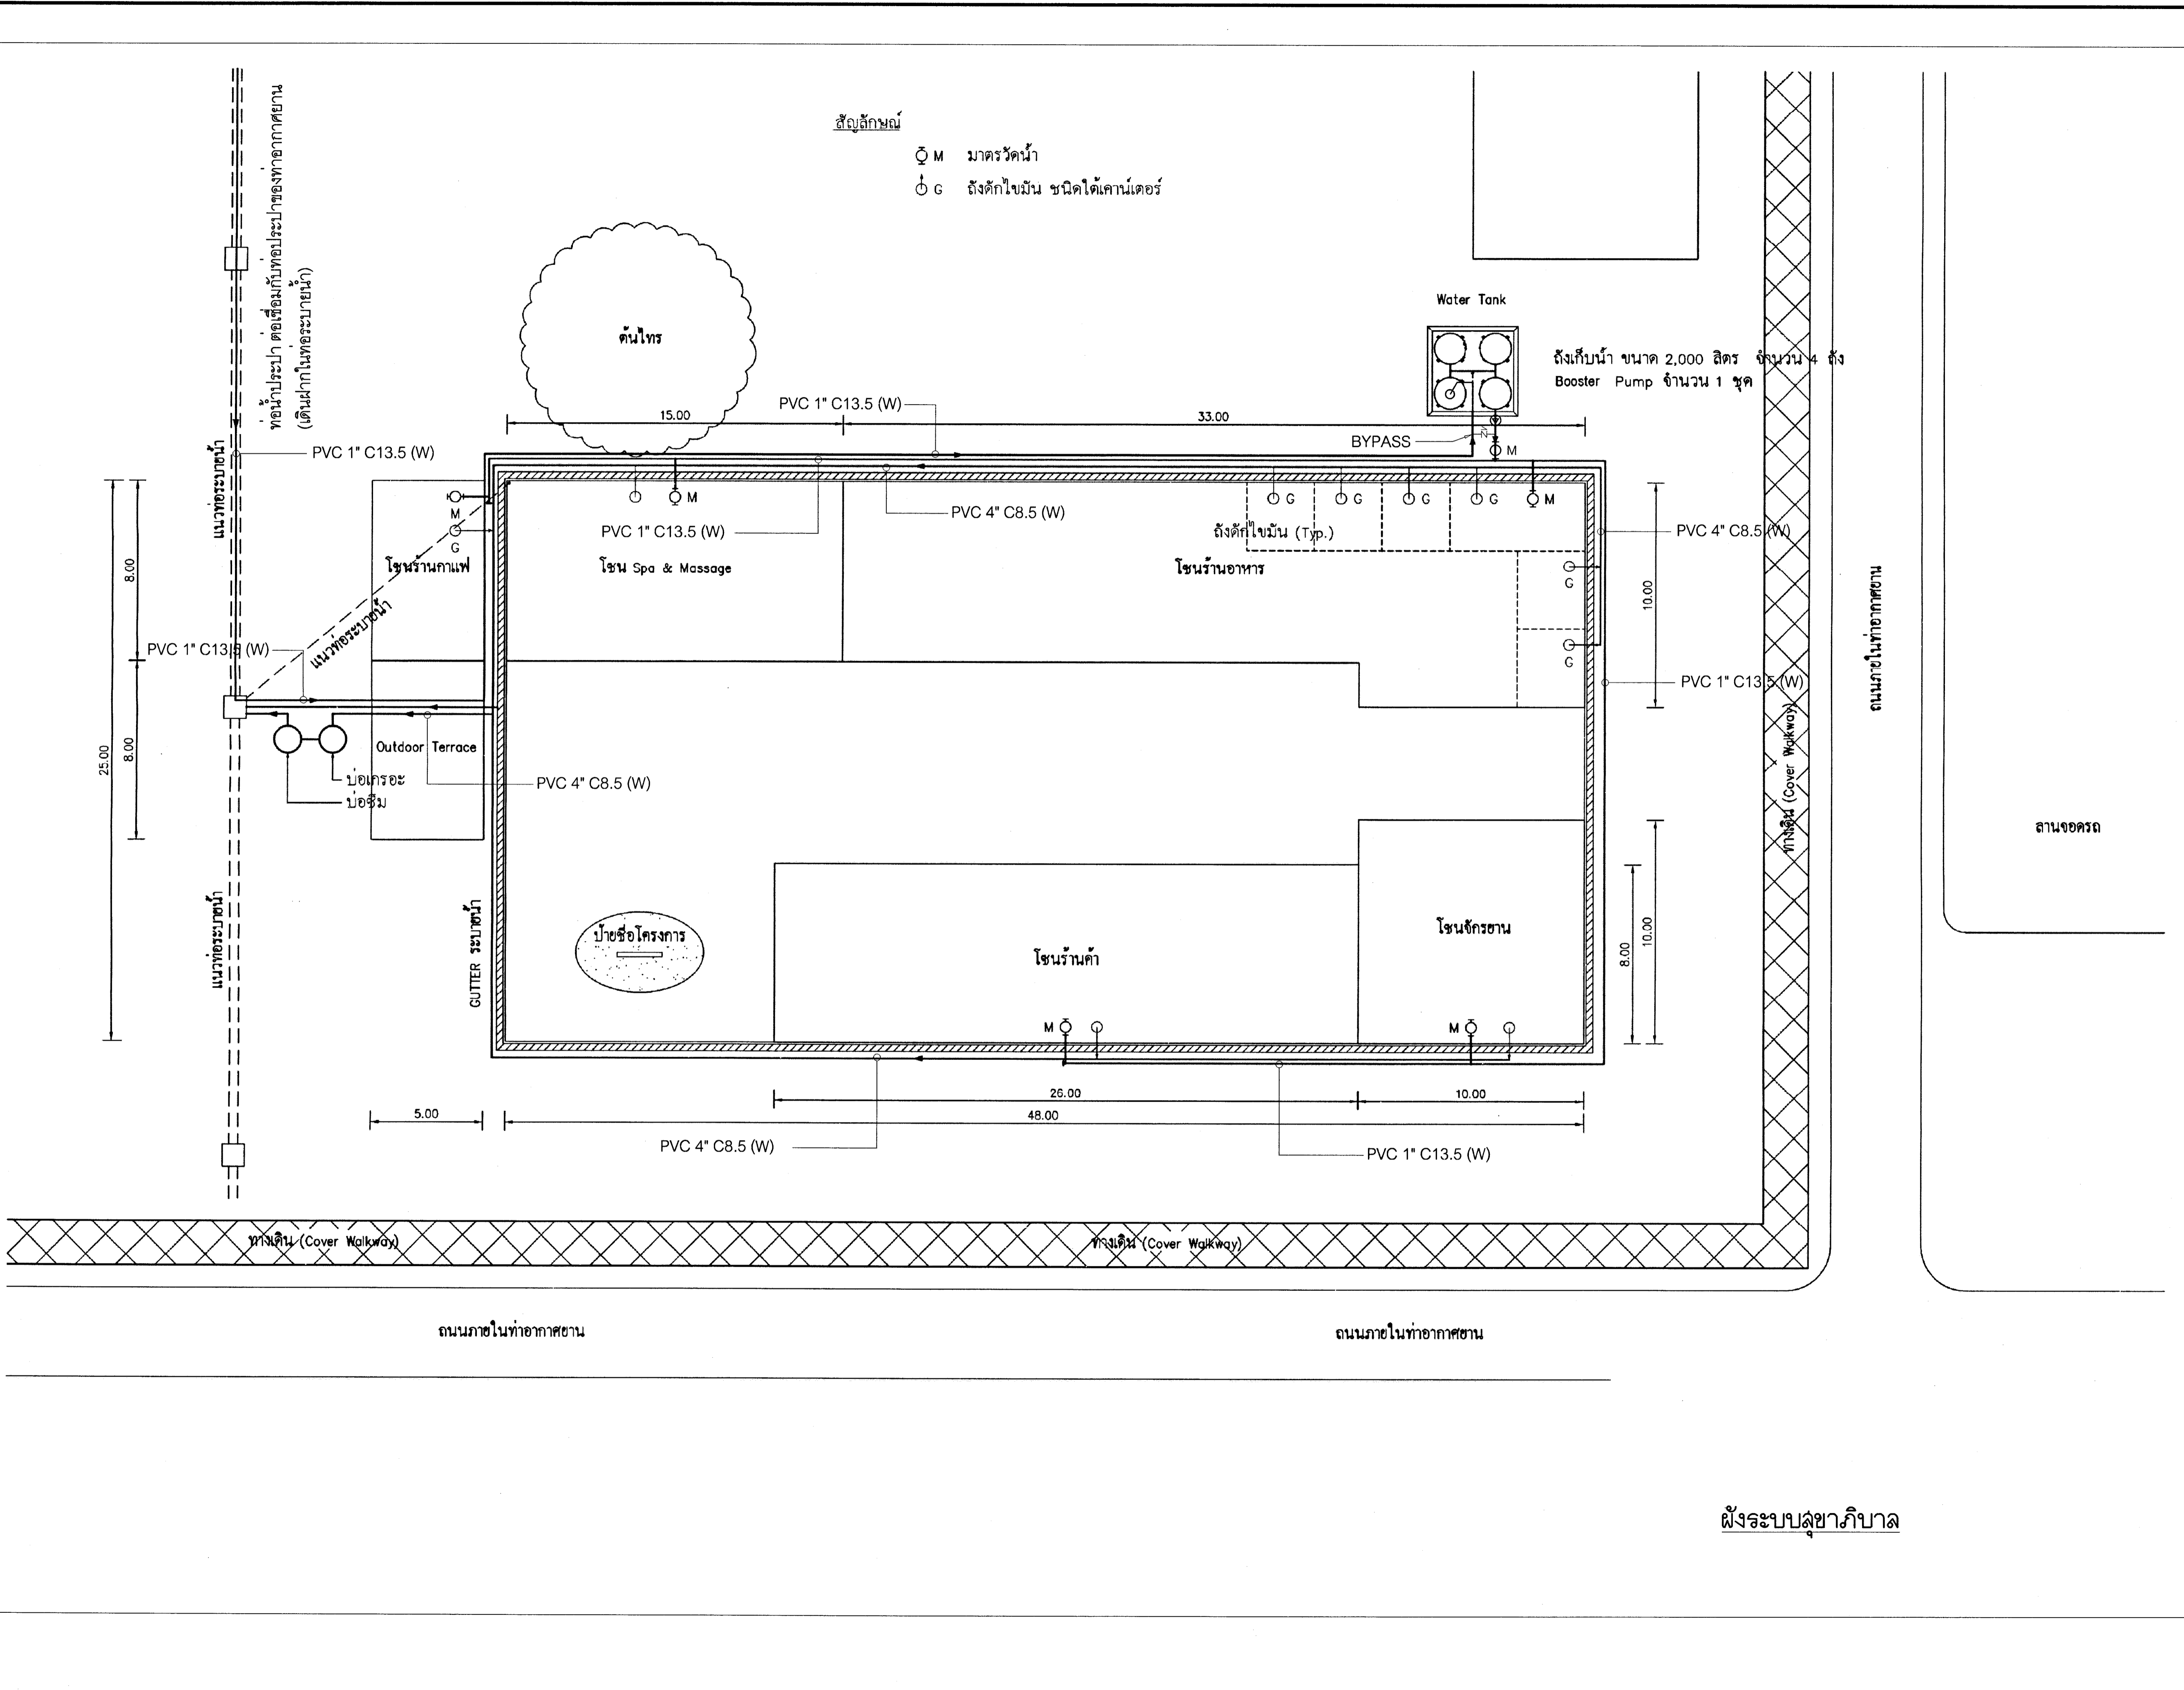 สัญลักษณ์
M มาตรวัดน้ำ
G ถังดักไขมัน ชนิดใต้เคาน์เตอร์
ท่อน้ำประปา ต่อเชื่อมกับท่อประปาของท่าอากาศยาน
(เดินฝากในท่อระบายน้ำ)
แนวท่อระบายน้ำ
PVC 1" C13.5 (W)
ต้นไทร
Water Tank
ถังเก็บน้ำ ขนาด 2,000 ลิตร จำนวน 4 ถัง
Booster Pump จำนวน 1 ชุด
PVC 1" C13.5 (W)
15.00
33.00
BYPASS
M
M
G
M
G
G
G
G
M
PVC 1" C13.5 (W)
PVC 4" C8.5 (W)
ถังดักไขมัน (Typ.)
PVC 4" C8.5 (W)
โซนร้านกาแฟ
โซน Spa & Massage
โซนร้านอาหาร
G
G
8.00
10.00
แนวท่อระบายน้ำ
PVC 1" C13.5 (W)
PVC 1" C13.5 (W)
25.00
8.00
Outdoor Terrace
บ่อเกรอะ
บ่อซึม
PVC 4" C8.5 (W)
ทางเดิน (Cover Walkway)
ถนนภายในท่าอากาศยาน
ลานจอดรถ
แนวท่อระบายน้ำ
GUTTER ระบายน้ำ
ป้ายชื่อโครงการ
โซนร้านค้า
โซนจักรยาน
8.00
10.00
M
M
26.00
10.00
5.00
48.00
PVC 4" C8.5 (W)
PVC 1" C13.5 (W)
ทางเดิน (Cover Walkway)
ทางเดิน (Cover Walkway)
ถนนภายในท่าอากาศยาน
ถนนภายในท่าอากาศยาน
ผังระบบสุขาภิบาล